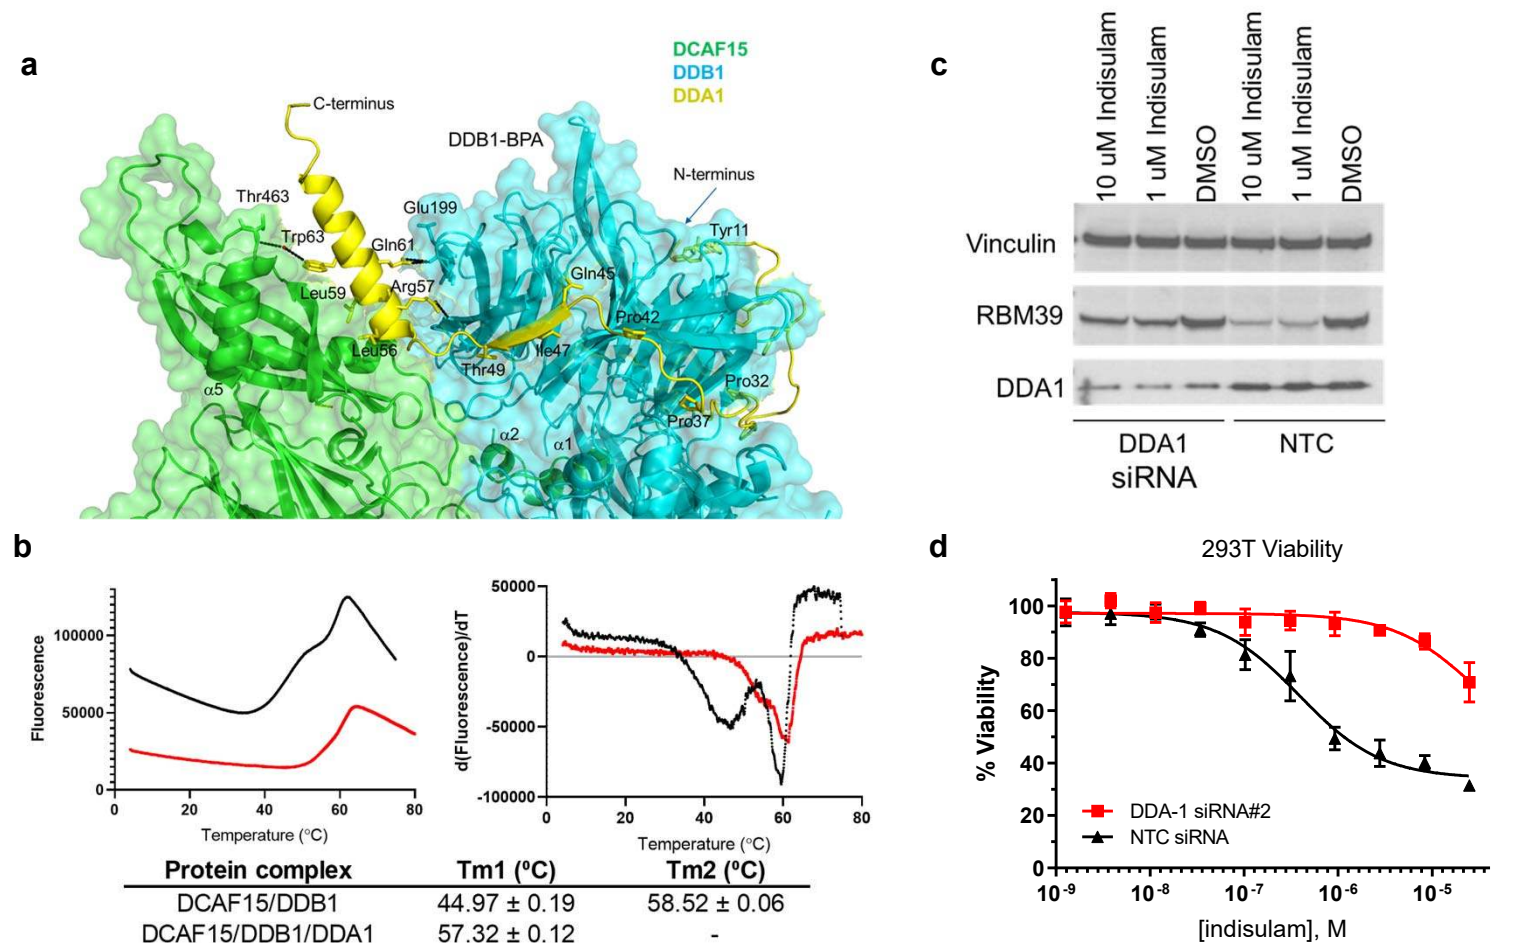 a
DCAF15
DDB1
DDA1
C-terminus
DDB1-BPA
N-terminus
Thr463
Glu199
Trp63
Gln61
Tyr11
Gln45
Leu59
Arg57
Pro42
Leu56
Thr49
Ile47
Pro32
α5
Pro37
α2
α1
b
Fluorescence
100000
50000
0
0
20
40
60
80
Temperature (°C)
d(Fluorescence)/dT
50000
0
-50000
-100000
0
20
40
60
80
Temperature (°C)
Protein complex Tm1 (ºC) Tm2 (ºC)
DCAF15/DDB1 44.97 ± 0.19 58.52 ± 0.06
DCAF15/DDB1/DDA1 57.32 ± 0.12 -
c
10 uM Indisulam
1 uM Indisulam
DMSO
10 uM Indisulam
1 uM Indisulam
DMSO
Vinculin
RBM39
DDA1
DDA1
siRNA
NTC
d
293T Viability
% Viability
100
80
60
40
20
0
DDA-1 siRNA#2
NTC siRNA
10-9
10-8
10-7
10-6
10-5
[indisulam], M